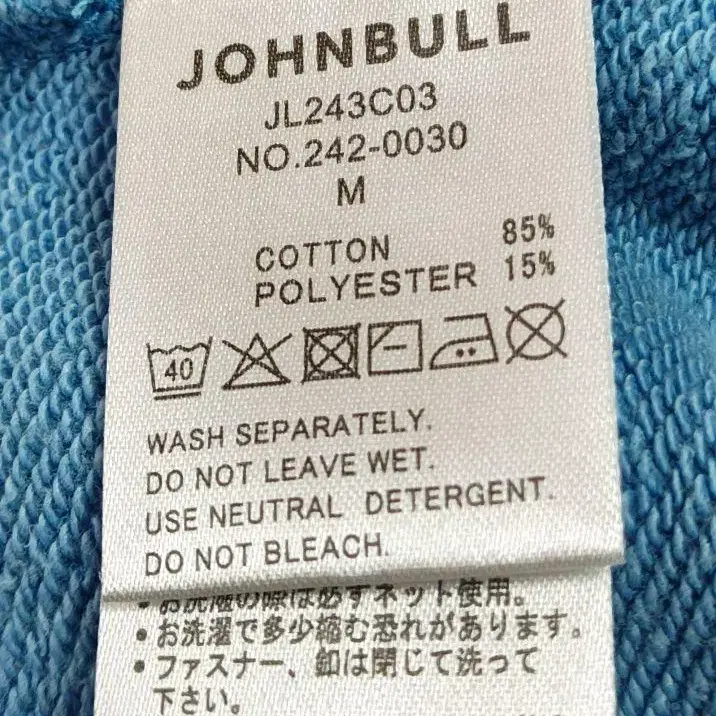 JOHNBULL
JL243C03
NO.242-0030
M
COTTON 85%
POLYESTER 15%
40
WASH SEPARATELY.
DO NOT LEAVE WET.
USE NEUTRAL DETERGENT.
DO NOT BLEACH.
・お洗濯の際は必ずネット使用。
・お洗濯で多少縮む恐れがあります。
・ファスナー、釦は閉じて洗って
下さい。